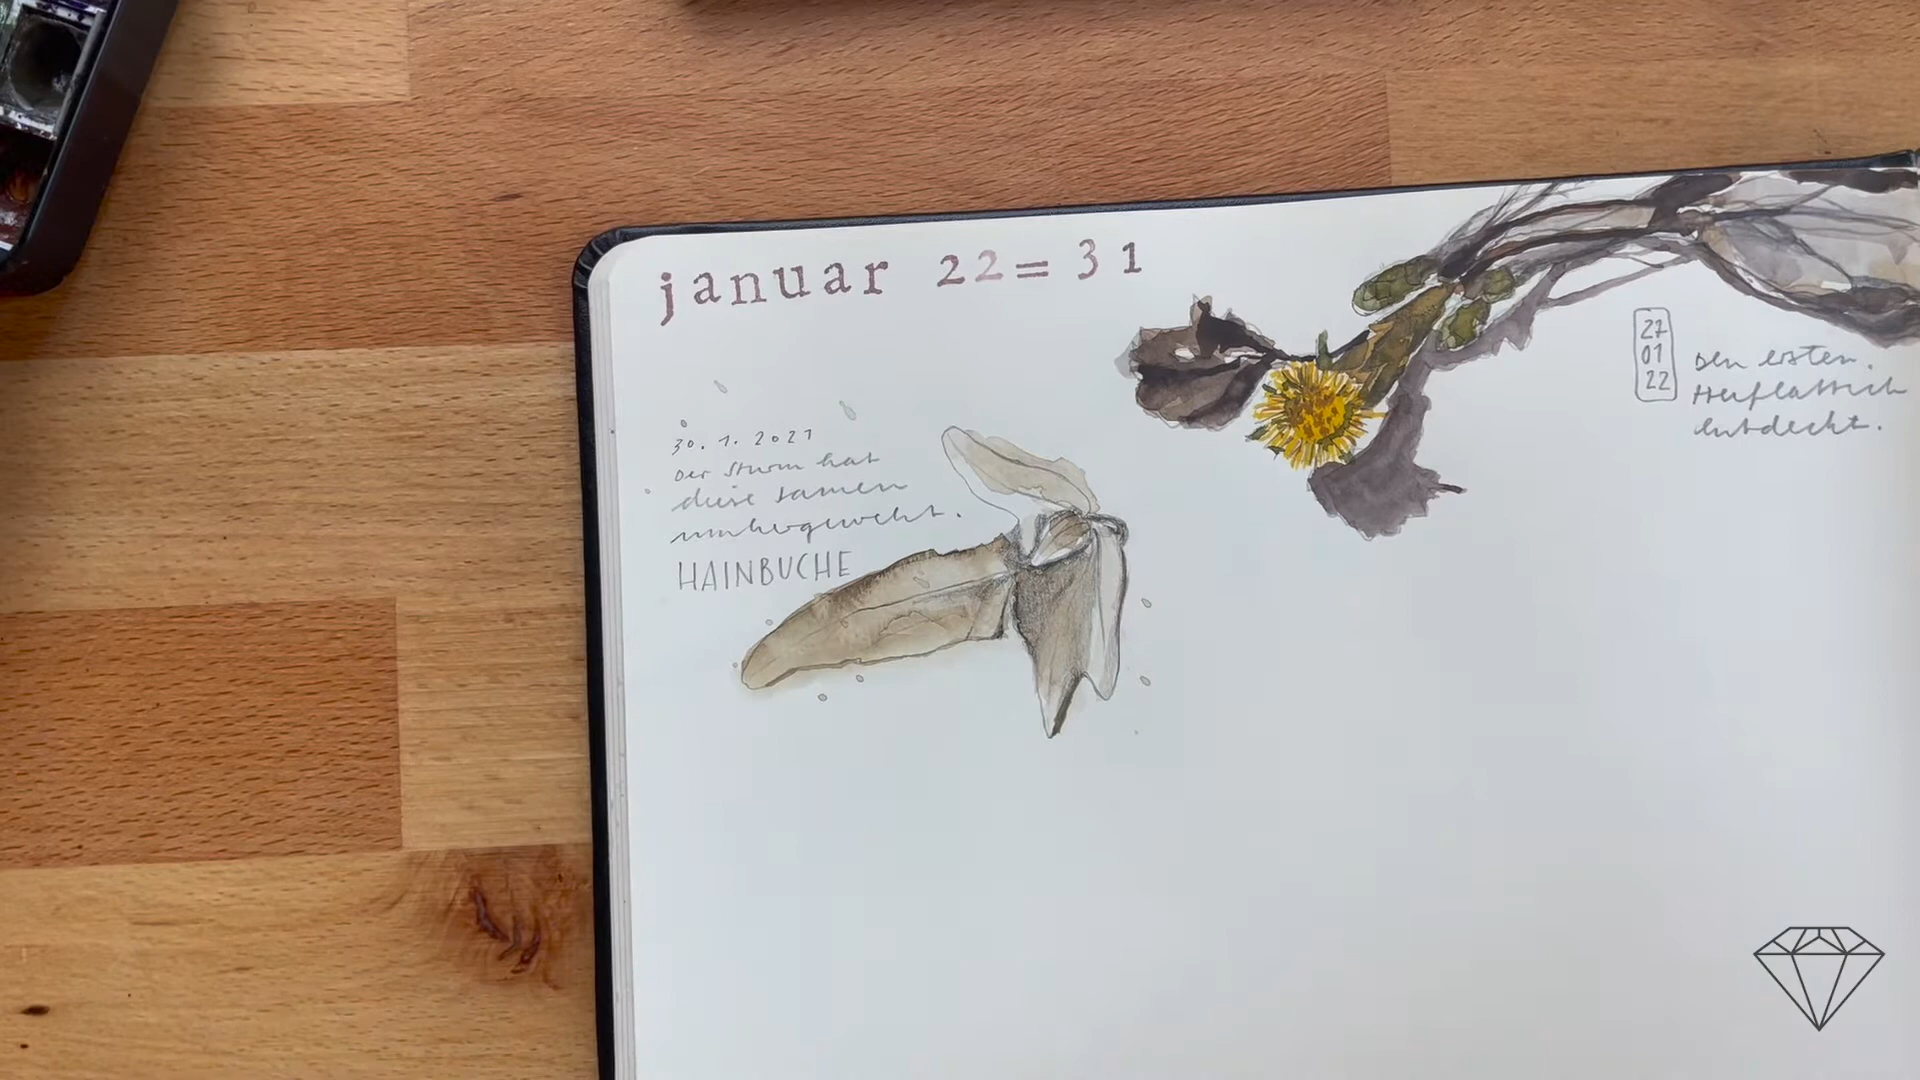 januar 22=31
30.1.2021
Der Sturm hat
diese Samen
umhergeweht.
HAINBUCHE
27
01
22
Den ersten
Huflattich
entdeckt.